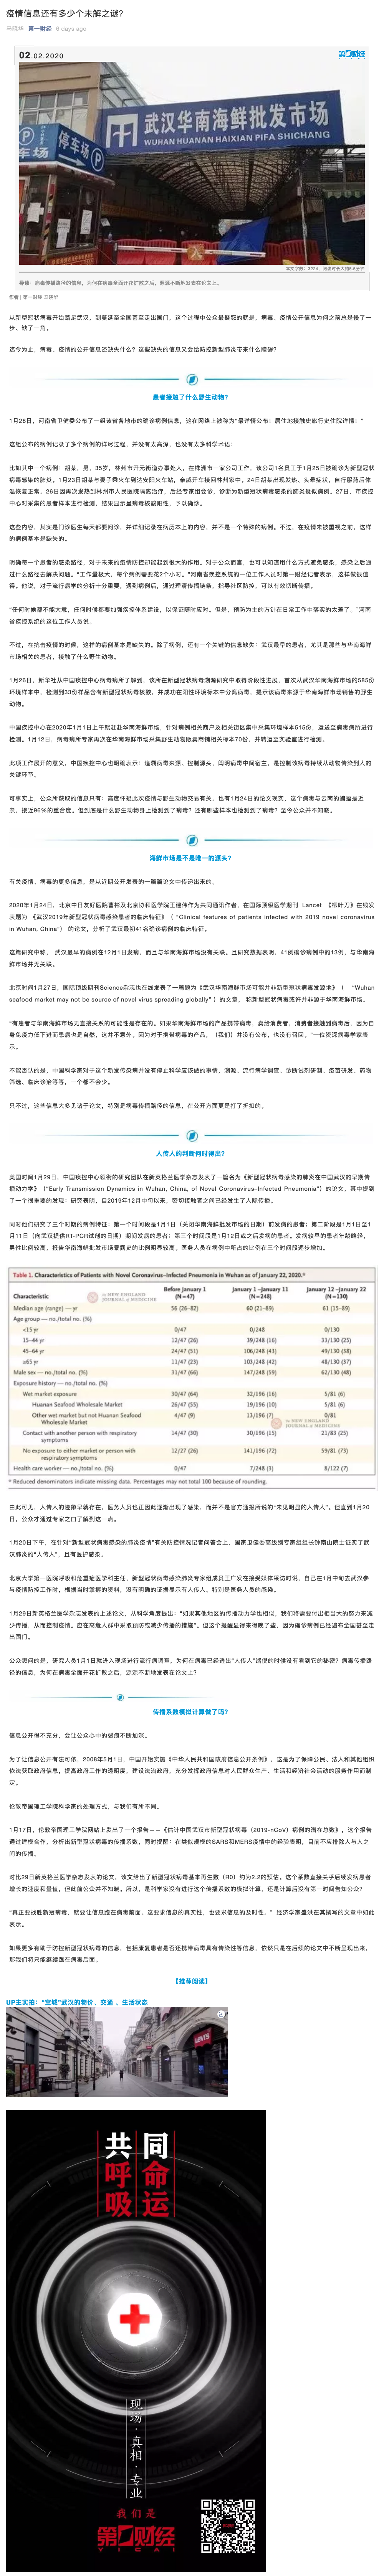 疫情信息还有多少个未解之谜?
马晓华 第一财经 6 days ago
02.02.2020
第一财经
YICAI
停车场
车场
武汉华南海鲜批发市场
WUHAN HUANAN HAIXIAN PIFA SHICHANG
导语：病毒传播路径的信息，为何在病毒全面开花扩散之后，源源不断地发表在论文上。
作者 | 第一财经 马晓华
从新型冠状病毒开始踏足武汉，到蔓延至全国甚至走出国门，这个过程中公众最疑惑的就是，病毒、疫情公开信息为何之前总是慢了一
步、缺了一角。
这今为止，病毒、疫情的公开信息还缺失什么？这些缺失的信息又会给防控新型肺炎带来什么障碍？
患者接触了什么野生动物?
1月28日，河南省卫健委公布了一组该省各地市的确诊病例信息，这在网络上被称为“最详情公布！居住地接触史旅行史住院详情！”
这组公布的病例记录了多个病例的详尽过程，并没有太高深，也没有太多科学术语：
比如其中一个病例：胡某，男，35岁，林州市开元街道办事处人，在株洲市一家公司工作，该公司1名员工于1月25日被确诊为新型冠状
病毒感染的肺炎。1月23日胡某与妻子乘火车到达安阳火车站，亲戚开车接回林州家中。24日胡某出现发热、头晕症状，自行服药后体
温恢复正常。26日因再次发热到林州市人民医院隔离治疗，后经专家组会诊，诊断为新型冠状病毒感染的肺炎疑似病例。27日，市疾控
中心对采集的患者样本进行检测，结果显示呈病毒核酸阳性，予以确诊。
这些内容，其实是门诊医生每天都要问诊，并详细记录在病历本上的内容，并不是一个特殊的病例。不过，在疫情未被重视之前，这样
的病例基本是缺失的。
明确每一个患者的感染路径，对于未来的疫情防控却能起到很大的作用。对于公众而言，也可以知道用什么方式避免感染，感染之后通
过什么路径去解决问题。“工作量极大，每个病例需要花2个小时。”河南省疾控系统的一位工作人员对第一财经记者表示，这样做很值
得。他说，对于流行病学的分析十分重要，遇到病例后，通过理清传播链条，指导社区防控，可以有效切断传播。
“任何时候都不能大意，任何时候都要加强疾控体系建设，以保证随时应对。但是，预防为主的方针在日常工作中落实的太差了。”河南
省疾控系统的这位工作人员说。
不过，在抗击疫情的时候，这样的病例基本是缺失的。除了病例，还有一个关键的信息缺失：武汉最早的患者，尤其是那些与华南海鲜
市场相关的患者，接触了什么野生动物。
1月26日，新华社从中国疾控中心病毒病所了解到，该所在新型冠状病毒溯源研究中取得阶段性进展，首次从武汉华南海鲜市场的585份
环境样本中，检测到33份样品含有新型冠状病毒核酸，并成功在阳性环境标本中分离病毒，提示该病毒来源于华南海鲜市场销售的野生
动物。
中国疾控中心在2020年1月1日上午就赶赴华南海鲜市场，针对病例相关商户及相关街区集中采集环境样本515份，运送至病毒病所进行
检测。1月12日，病毒病所专家再次在华南海鲜市场采集野生动物贩卖商铺相关标本70份，并转运至实验室进行检测。
此项工作展开的意义，中国疾控中心也明确表示：追溯病毒来源、控制源头、阐明病毒中间宿主，是控制该病毒持续从动物传染到人的
关键环节。
可事实上，公众所获取的信息只有：高度怀疑此次疫情与野生动物交易有关。也有1月24日的论文现实，这个病毒与云南的蝙蝠是近
亲，接近96%的重合度。但到底是什么野生动物身上检测到了病毒？还有哪些样本也检测到了病毒？至今公众并不知晓。
海鲜市场是不是唯一的源头?
有关疫情、病毒的更多信息，是从近期公开发表的一篇篇论文中传递出来的。
2020年1月24日，北京中日友好医院曹彬及北京协和医学院王建伟作为共同通讯作者，在国际顶级医学期刊 Lancet 《柳叶刀》在线发
表题为 《武汉2019年新型冠状病毒感染患者的临床特征》（“Clinical features of patients infected with 2019 novel coronavirus
in Wuhan, China”） 的论文，分析了武汉最初41名确诊病例的临床特征。
这篇研究中称， 武汉最早的病例在12月1日发病，而且与华南海鲜市场没有关联。且研究数据表明，41例确诊病例中的13例，与华南海
鲜市场并无关联。
北京时间1月27日，国际顶级期刊Science杂志也在线发表了一篇题为《武汉华南海鲜市场可能并非新型冠状病毒发源地》（ “Wuhan
seafood market may not be source of novel virus spreading globally” ）的文章， 称新型冠状病毒或许并非源于华南海鲜市场。
“有患者与华南海鲜市场无直接关系的可能性是存在的。如果华南海鲜市场的产品携带病毒，卖给消费者，消费者接触到病毒后，因为自
身免疫力低下进而患病也是自然，这并不意外。因为对于携带病毒的产品，（我们）并没有公布，也没有召回。”一位资深病毒学家表
示。
不能否认的是，中国科学家对于这个新发传染病并没有停止科学应该做的事情，溯源、流行病学调查、诊断试剂研制、疫苗研发、药物
筛选、临床诊治等等，一个都不会少。
只不过，这些信息大多见诸于论文，特别是病毒传播路径的信息，在公开方面更是打了折扣的。
人传人的判断何时得出?
美国时间1月29日，中国疾控中心领衔的研究团队在新英格兰医学杂志发表了一篇名为《新型冠状病毒感染的肺炎在中国武汉的早期传
播动力学》（“Early Transmission Dynamics in Wuhan, China, of Novel Coronavirus–Infected Pneumonia”）的论文，其中提到
了一个很重要的发现：研究表明，自2019年12月中旬以来，密切接触者之间已经发生了人际传播。
同时他们研究了三个时期的病例特征：第一个时间段是1月1日（关闭华南海鲜批发市场的日期）前发病的患者；第二阶段是1月1日至1
月11日（向武汉提供RT-PCR试剂的日期）期间发病的患者：第三个时间段是1月12日或之后发病的患者。发病较早的患者年龄略轻，
男性比例较高，报告华南海鲜批发市场暴露史的比例明显较高。医务人员在病例中所占的比例在三个时间段逐步增加。
Table 1. Characteristics of Patients with Novel Coronavirus–Infected Pneumonia in Wuhan as of January 22, 2020.*
Characteristic Before January 1 (N=47) January 1 –January 11 (N=248) January 12 –January 22 (N=130)
NEW ENGLAND
JOURNAL of MEDICINE
Median age (range) — yr 56 (26–82) 60 (21–89) 61 (15–89)
Age group — no./total no. (%)
<15 yr 0/47 0/248 0/130
15–44 yr 12/47 (26) 39/248 (16) 33/130 (25)
45–64 yr 24/47 (51) 106/248 (43) 49/130 (38)
≥65 yr 11/47 (23) 103/248 (42) 48/130 (37)
Male sex — no./total no. (%) 31/47 (66) 147/248 (59) 62/130 (48)
Exposure history — no./total no. (%)
Wet market exposure 30/47 (64) 32/196 (16) 5/81 (6)
Huanan Seafood Wholesale Market 26/47 (55) 19/196 (10) 5/81 (6)
Other wet market but not Huanan Seafood Wholesale Market 4/47 (9) 13/196 (7) 0/81
Contact with another person with respiratory symptoms 14/47 (30) 30/196 (15) 21/83 (25)
No exposure to either market or person with respiratory symptoms 12/47 (26) 141/196 (72) 59/81 (73)
Health care worker — no./total no. (%) 0/47 7/248 (3) 8/122 (7)
* Reduced denominators indicate missing data. Percentages may not total 100 because of rounding.
由此可见，人传人的迹象早就存在，医务人员也正因此逐渐出现了感染，而并不是官方通报所说的“未见明显的人传人”。但直到1月20
日，公众才通过专家之口了解到这一点。
1月20日下午，在针对“新型冠状病毒感染的肺炎疫情”有关防控情况记者问答会上，国家卫健委高级别专家组组长钟南山院士证实了武
汉肺炎的“人传人”，且有医护感染。
北京大学第一医院呼吸和危重症医学科主任、新型冠状病毒感染肺炎专家组成员王广发在接受媒体采访时说，自己在1月中旬去武汉参
与疫情防控工作时，根据当时掌握的资料，没有明确的证据显示有人传人。特别是医务人员的感染。
1月29日新英格兰医学杂志发表的上述论文，从科学角度提出：“如果其他地区的传播动力学也相似，我们将需要付出相当大的努力来减
少传播，从而控制疫情，应在高危人群中采取预防或减少传播的措施”。但这个提醒显得来得晚了些，因为确诊病例已经遍布全国甚至走
出国门。
公众想问的是，研究人员1月1日就进入现场进行流行病调查，为何在病毒已经透出“人传人”端倪的时候没有看到它的秘密？病毒传播路
径的信息，为何在病毒全面开花扩散之后，源源不断地发表在论文上？
传播系数模拟计算做了吗?
信息公开得不充分，会让公众心中的裂痕不断加深。
为了让信息公开有法可依，2008年5月1日，中国开始实施《中华人民共和国政府信息公开条例》，这是为了保障公民、法人和其他组织
依法获取政府信息，提高政府工作的透明度，建设法治政府，充分发挥政府信息对人民群众生产、生活和经济社会活动的服务作用而制
定。
伦敦帝国理工学院科学家的处理方式，与我们有所不同。
1月17日，伦敦帝国理工学院网站上发出了一个报告——《估计中国武汉市新型冠状病毒（2019-nCoV）病例的潜在总数》，这个报告
通过建模合作，分析出新型冠状病毒的传播系数，同时提醒：在类似规模的SARS和MERS疫情中的经验表明，目前不应排除人与人之
间的传播。
对比29日新英格兰医学杂志发表的论文，该文给出了新型冠状病毒基本再生数（R0）约为2.2的预估。这个系数直接关乎后续发病患者
增长的速度和量值，但此前公众并不知晓。所以，是科学家没有进行这个传播系数的模拟计算，还是计算后没有第一时间告知公众？
“真正要战胜新冠病毒，就要让信息跑在病毒前面。这要求信息的真实性，也要求信息的及时性。” 经济学家盛洪在其撰写的文章中如此
表示。
如果更多有助于防控新型冠状病毒的信息，包括康复患者是否还携带病毒具有传染性等信息，依然只是在后续的论文中不断呈现出来，
那我们将只能继续跟在病毒后面。
【推荐阅读】
UP主实拍：“空城”武汉的物价、交通 、生活状态
LEVI'S
共同
呼命
吸运
现场·真相·专业
我们是
第一财经
YICAI